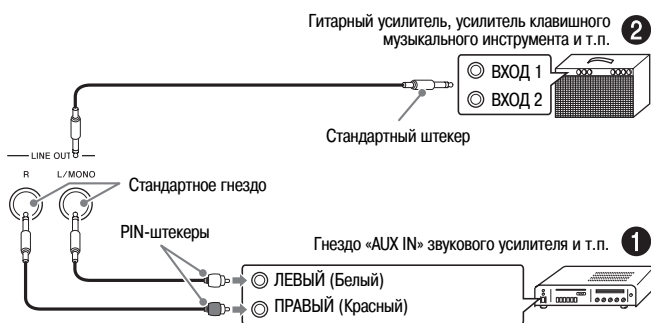 Гитарный усилитель, усилитель клавишного
музыкального инструмента и т.п.
2
ВХОД 1
ВХОД 2
Стандартный штекер
LINE OUT
R
L/MONO
Стандартное гнездо
PIN-штекеры
Гнездо «AUX IN» звукового усилителя и т.п.
1
ЛЕВЫЙ (Белый)
ПРАВЫЙ (Красный)